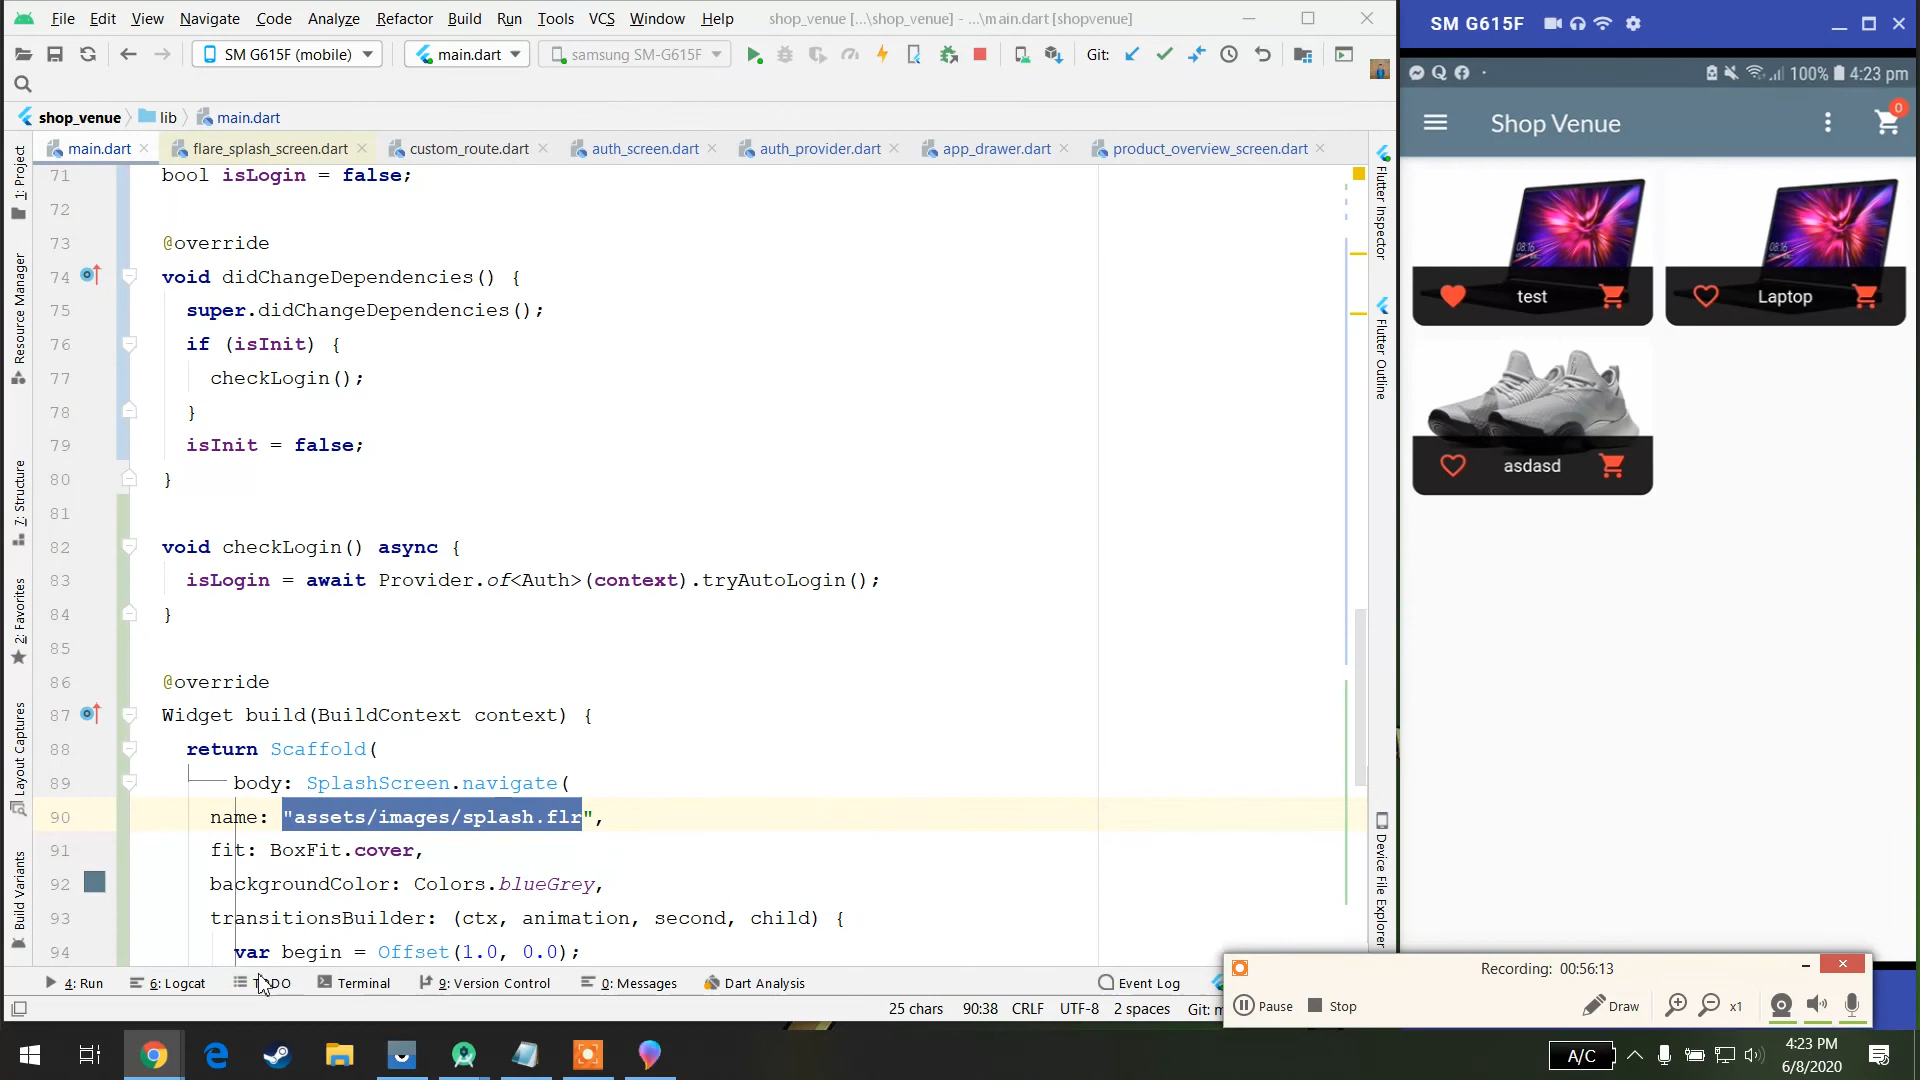 File Edit View Navigate Code Analyze Refactor Build Run Tools VCS Window Help shop_venue [...\shop_venue] - ...\main.dart [shopvenue]
SM G615F (mobile) main.dart samsung SM-G615F Git:
shop_venue lib main.dart
main.dart flare_splash_screen.dart custom_route.dart auth_screen.dart auth_provider.dart app_drawer.dart product_overview_screen.dart
71 bool isLogin = false;
72
73 @override
74 void didChangeDependencies() {
75 super.didChangeDependencies();
76 if (isInit) {
77 checkLogin();
78 }
79 isInit = false;
80 }
81
82 void checkLogin() async {
83 isLogin = await Provider.of<Auth>(context).tryAutoLogin();
84 }
85
86 @override
87 Widget build(BuildContext context) {
88 return Scaffold(
89 body: SplashScreen.navigate(
90 name: "assets/images/splash.flr",
91 fit: BoxFit.cover,
92 backgroundColor: Colors.blueGrey,
93 transitionsBuilder: (ctx, animation, second, child) {
94 var begin = Offset(1.0, 0.0);
1: Project
Resource Manager
7: Structure
2: Favorites
Layout Captures
Build Variants
Flutter Inspector
Flutter Outline
Device File Explorer
4: Run 6: Logcat TODO Terminal 9: Version Control 0: Messages Dart Analysis Event Log
25 chars 90:38 CRLF UTF-8 2 spaces Git: m
SM G615F
100% 4:23 pm
Shop Venue 0
08:16 08:16
test Laptop
asdasd
Recording: 00:56:13
Pause Stop Draw x1
A/C 4:23 PM
6/8/2020